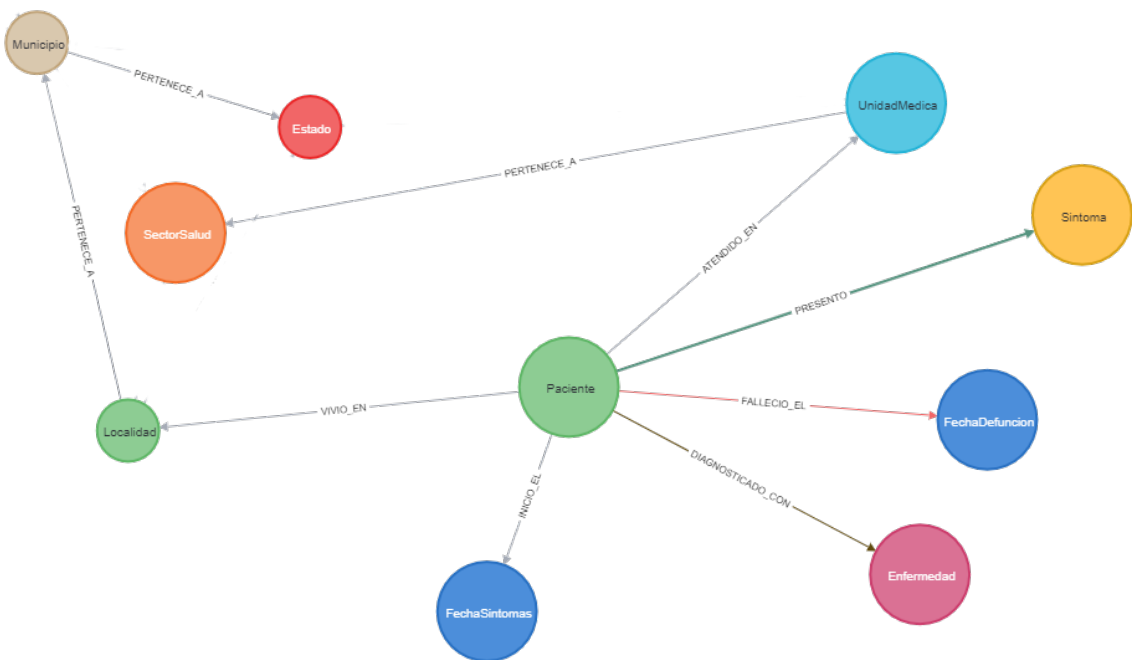 Municipio
PERTENECE_A
Estado
UnidadMedica
PERTENECE_A
SectorSalud
PERTENECE_A
Sintoma
ATENDIDO_EN
PRESENTO
Paciente
VIVIO_EN
FALLECIO_EL
Localidad
FechaDefuncion
DIAGNOSTICADO_CON
INICIO_EL
Enfermedad
FechaSintomas